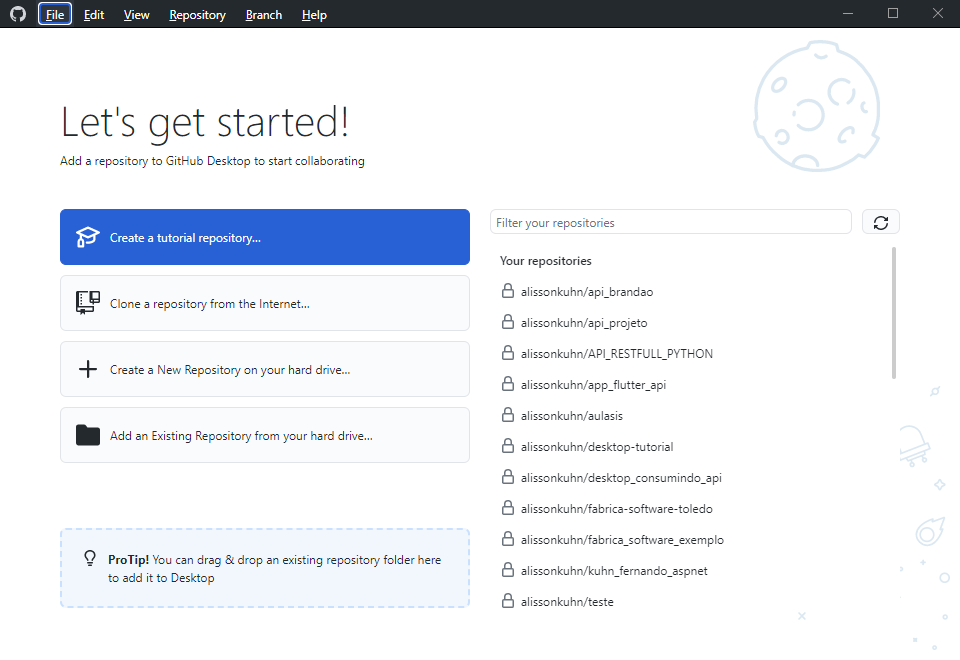 File Edit View Repository Branch Help
Let's get started!
Add a repository to GitHub Desktop to start collaborating
Create a tutorial repository...
Clone a repository from the Internet...
Create a New Repository on your hard drive...
Add an Existing Repository from your hard drive...
ProTip! You can drag & drop an existing repository folder here
to add it to Desktop
Filter your repositories
Your repositories
alissonkuhn/api_brandao
alissonkuhn/api_projeto
alissonkuhn/API_RESTFULL_PYTHON
alissonkuhn/app_flutter_api
alissonkuhn/aulasis
alissonkuhn/desktop-tutorial
alissonkuhn/desktop_consumindo_api
alissonkuhn/fabrica-software-toledo
alissonkuhn/fabrica_software_exemplo
alissonkuhn/kuhn_fernando_aspnet
alissonkuhn/teste